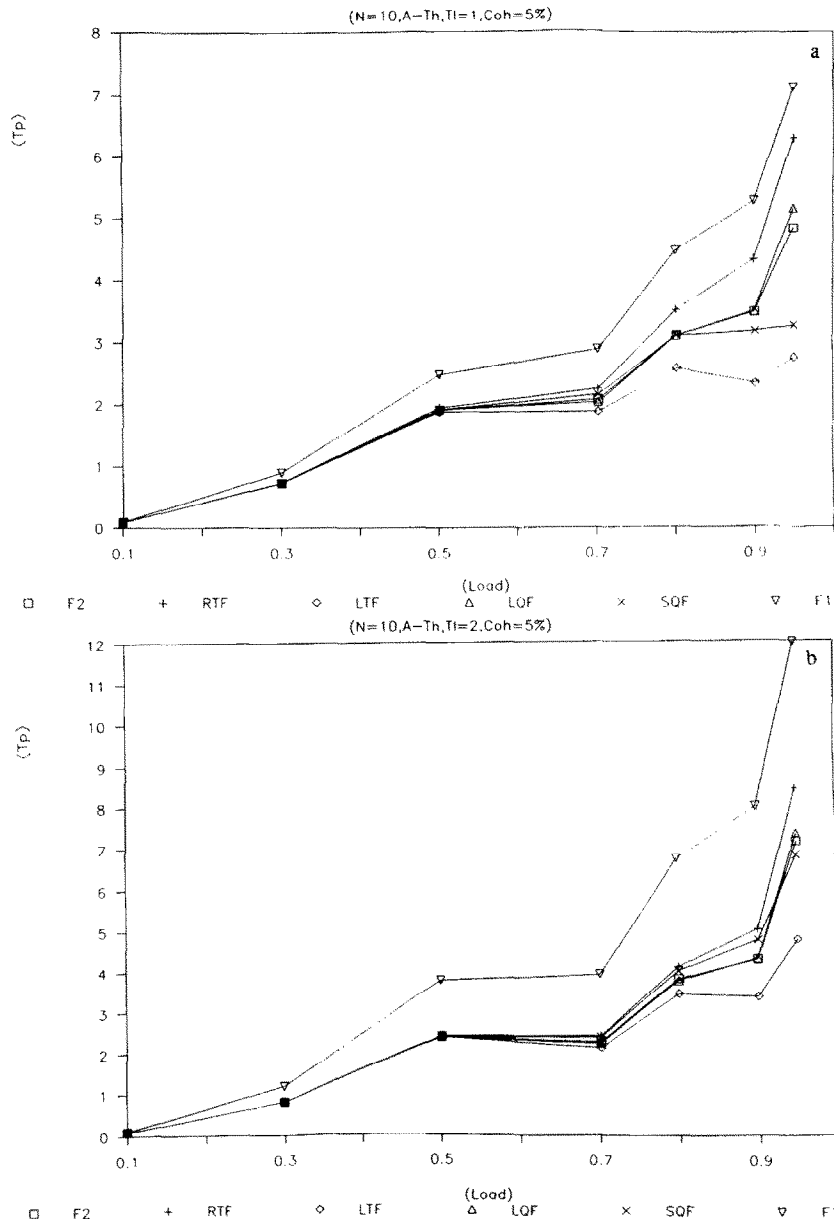 (N=10,A-Th,Tl=1,Coh=5%)
a
8
7
6
5
4
3
2
1
0
(Tp)
0.1 0.3 0.5 0.7 0.9
(Load)
F2 RTF LTF LQF SQF F1
(N=10,A-Th,Tl=2,Coh=5%)
b
12
11
10
9
8
7
6
5
4
3
2
1
0
(Tp)
0.1 0.3 0.5 0.7 0.9
(Load)
F2 RTF LTF LQF SQF F1